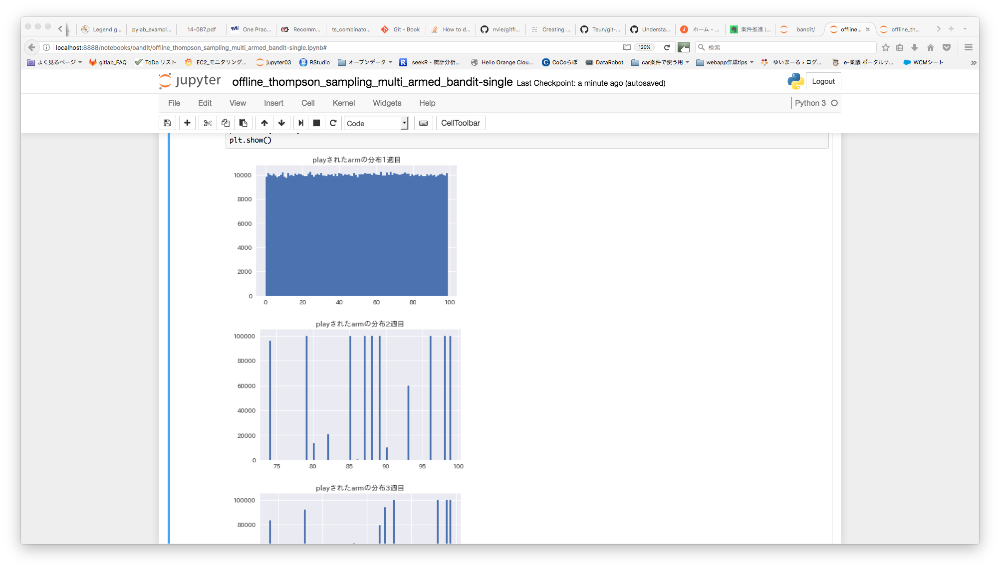 Legend g...
pylab_exampl...
14-087.pdf
One Prac...
Recomm...
ts_combinato...
Git - Book
How to d...
nvie/gitfl...
Creating ...
Teun/git-...
Understa...
ホーム - ...
案件推進 |...
bandit/
offline...
offline_th...
localhost:8888/notebooks/bandit/offline_thompson_sampling_multi_armed_bandit-single.ipynb#
120%
検索
よく見るページ
gitlab_FAQ
ToDo リスト
EC2_モニタリング...
jupyter03
RStudio
オープンデータ
seekR - 統計分析...
Hello Orange Clou...
CoCoらぼ
DataRobot
car案件で使う用
webapp作成tips
ゆいまーる › ログ...
e-稟議 ポータルサ...
WCMシート
jupyter
offline_thompson_sampling_multi_armed_bandit-single Last Checkpoint: a minute ago (autosaved)
Logout
File Edit View Insert Cell Kernel Widgets Help
Python 3
Code
CellToolbar
plt.show()
playされたarmの分布1週目
10000
8000
6000
4000
2000
0
0 20 40 60 80 100
playされたarmの分布2週目
100000
80000
60000
40000
20000
0
75 80 85 90 95 100
playされたarmの分布3週目
100000
80000